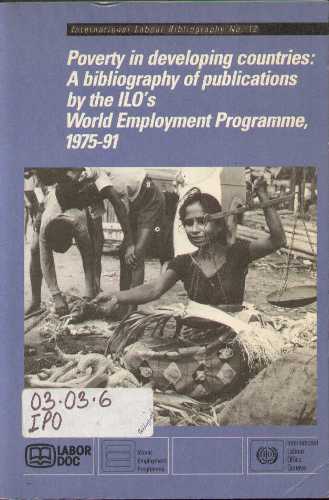 International Labour Bibliography No. 12
Poverty in developing countries:
A bibliography of publications
by the ILO's
World Employment Programme,
1975-91
03.03.6
IPO
LABOR
DOC
World
Employment
Programme
International
Labour
Office
Geneva